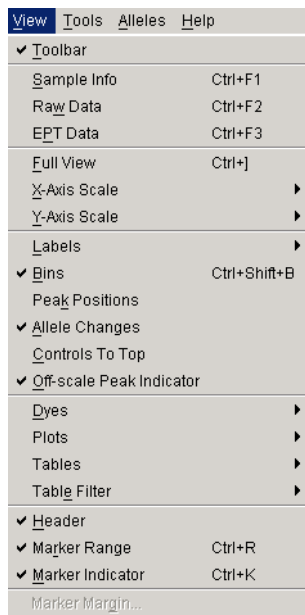 View Tools Alleles Help
Toolbar
Sample Info Ctrl+F1
Raw Data Ctrl+F2
EPT Data Ctrl+F3
Full View Ctrl+]
X-Axis Scale
Y-Axis Scale
Labels
Bins Ctrl+Shift+B
Peak Positions
Allele Changes
Controls To Top
Off-scale Peak Indicator
Dyes
Plots
Tables
Table Filter
Header
Marker Range Ctrl+R
Marker Indicator Ctrl+K
Marker Margin...